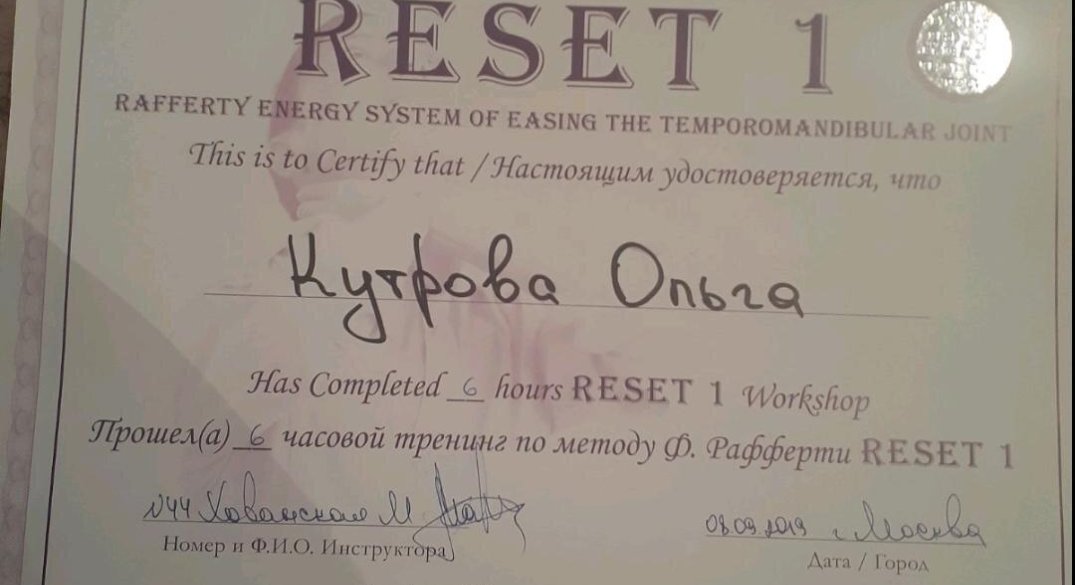 RESET 1
RAFFERTY ENERGY SYSTEM OF EASING THE TEMPOROMANDIBULAR JOINT
This is to Certify that / Настоящим удостоверяется, что
Кутрова Ольга
Has Completed 6 hours RESET 1 Workshop
Прошел(а) 6 часовой тренинг по методу Ф. Рафферти RESET 1
N44 Хованская М 08.09.2019 г. Москва
Номер и Ф.И.О. Инструктора Дата / Город